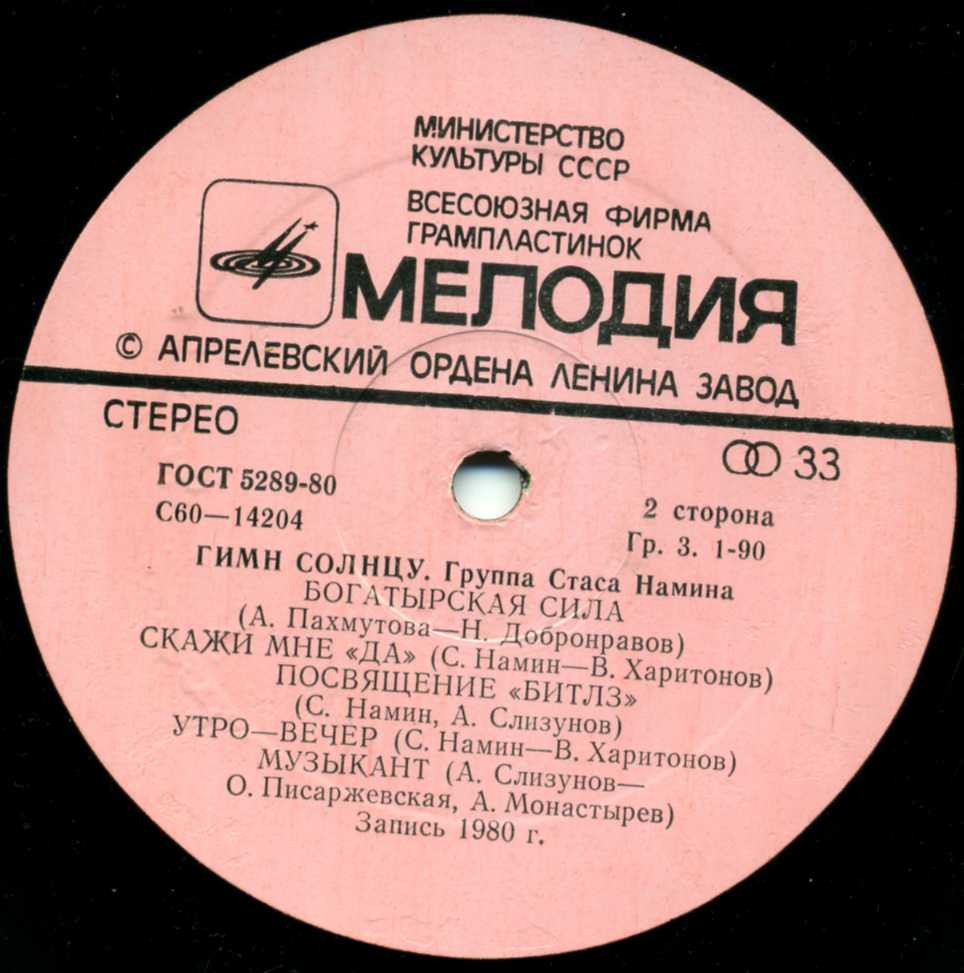 МИНИСТЕРСТВО
КУЛЬТУРЫ СССР
ВСЕСОЮЗНАЯ ФИРМА
ГРАМПЛАСТИНОК
МЕЛОДИЯ
© АПРЕЛЕВСКИЙ ОРДЕНА ЛЕНИНА ЗАВОД
СТЕРЕО
33
ГОСТ 5289-80
С60—14204
2 сторона
Гр. 3. 1-90
ГИМН СОЛНЦУ. Группа Стаса Намина
БОГАТЫРСКАЯ СИЛА
(А. Пахмутова—Н. Добронравов)
СКАЖИ МНЕ «ДА» (С. Намин—В. Харитонов)
ПОСВЯЩЕНИЕ «БИТЛЗ»
(С. Намин, А. Слизунов)
УТРО—ВЕЧЕР (С. Намин—В. Харитонов)
МУЗЫКАНТ (А. Слизунов—
О. Писаржевская, А. Монастырев)
Запись 1980 г.